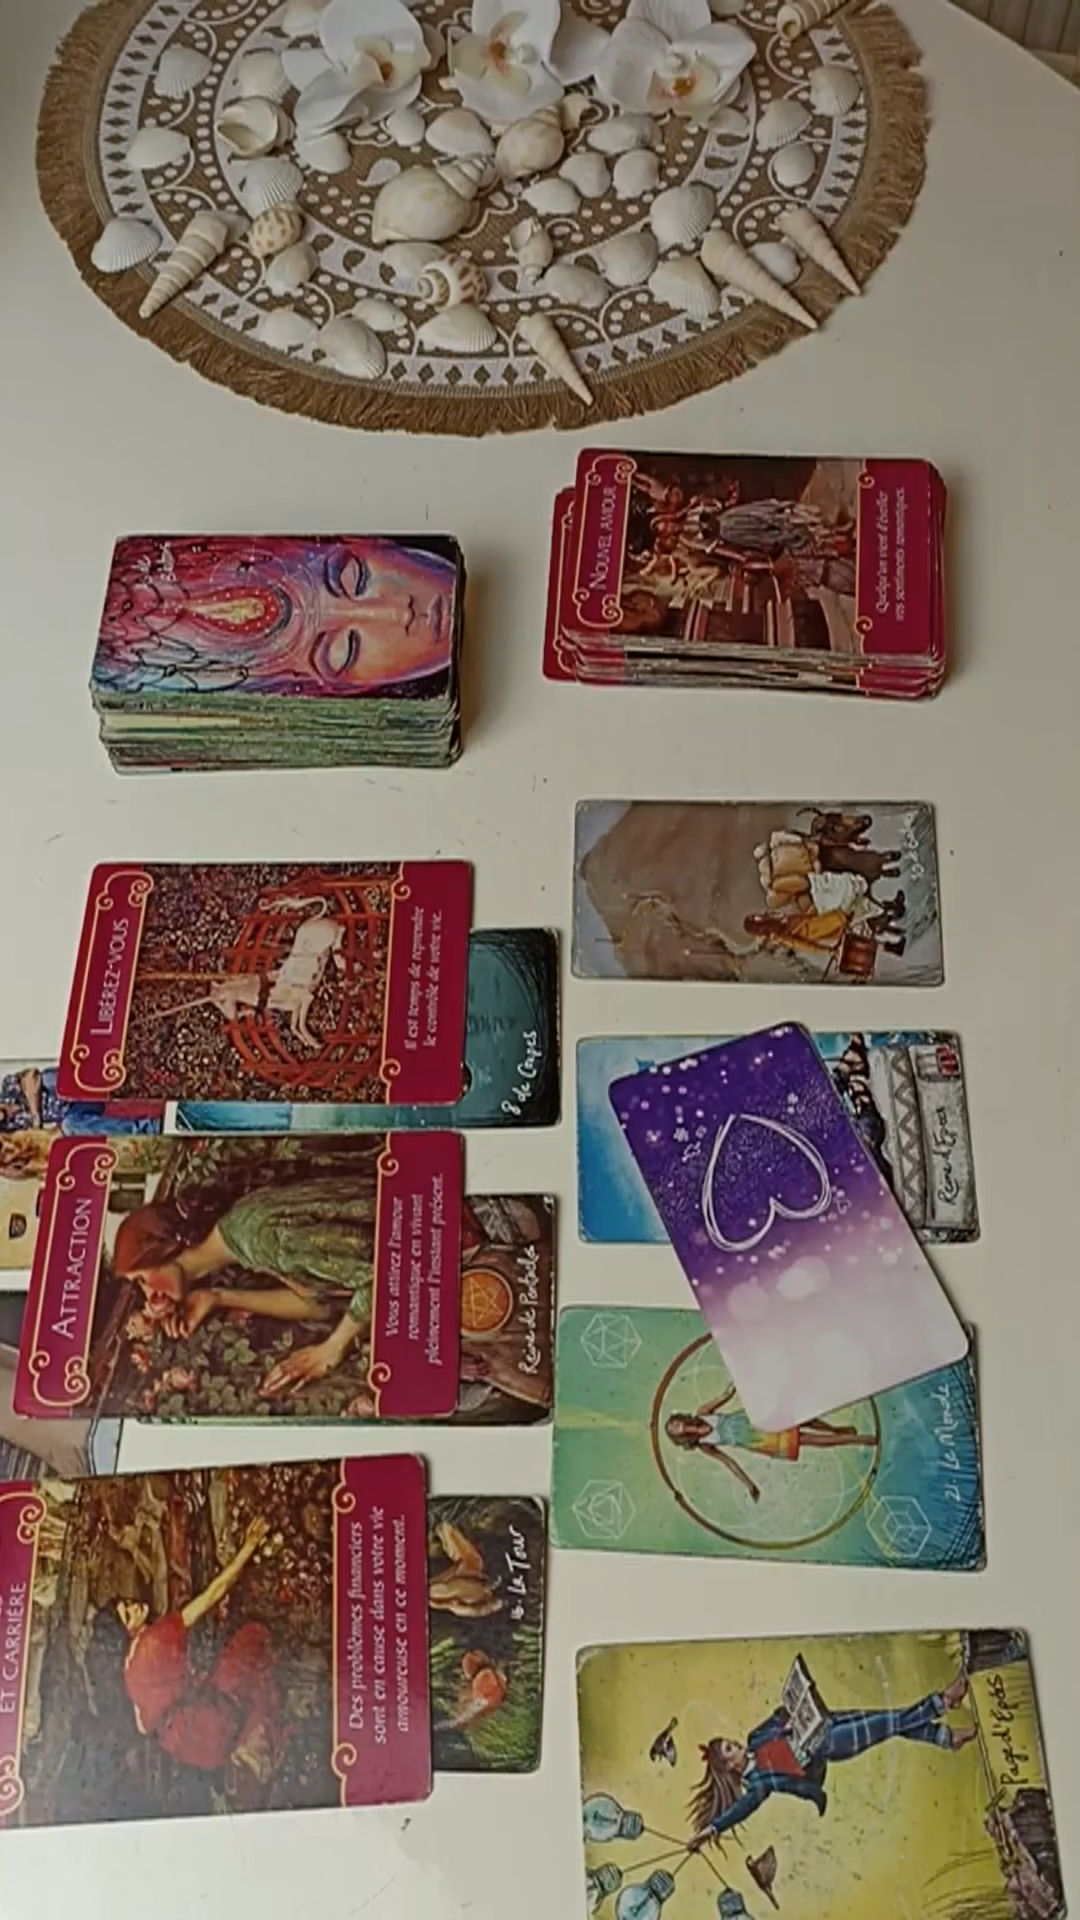 NOUVEL AMOUR
Quelqu'un vient d'éveiller
vos sentiments romantiques.
LIBÉREZ-VOUS
Il est temps de reprendre
le contrôle de votre vie.
8 de Coupes
Reine d'Épées
ATTRACTION
Vous attirez l'amour
romantique en vivant
pleinement l'instant présent.
Reine de Pentacles
21. Le Monde
ET CARRIÈRE
Des problèmes financiers
sont en cause dans votre vie
amoureuse en ce moment.
16. La Tour
Page d'Épées